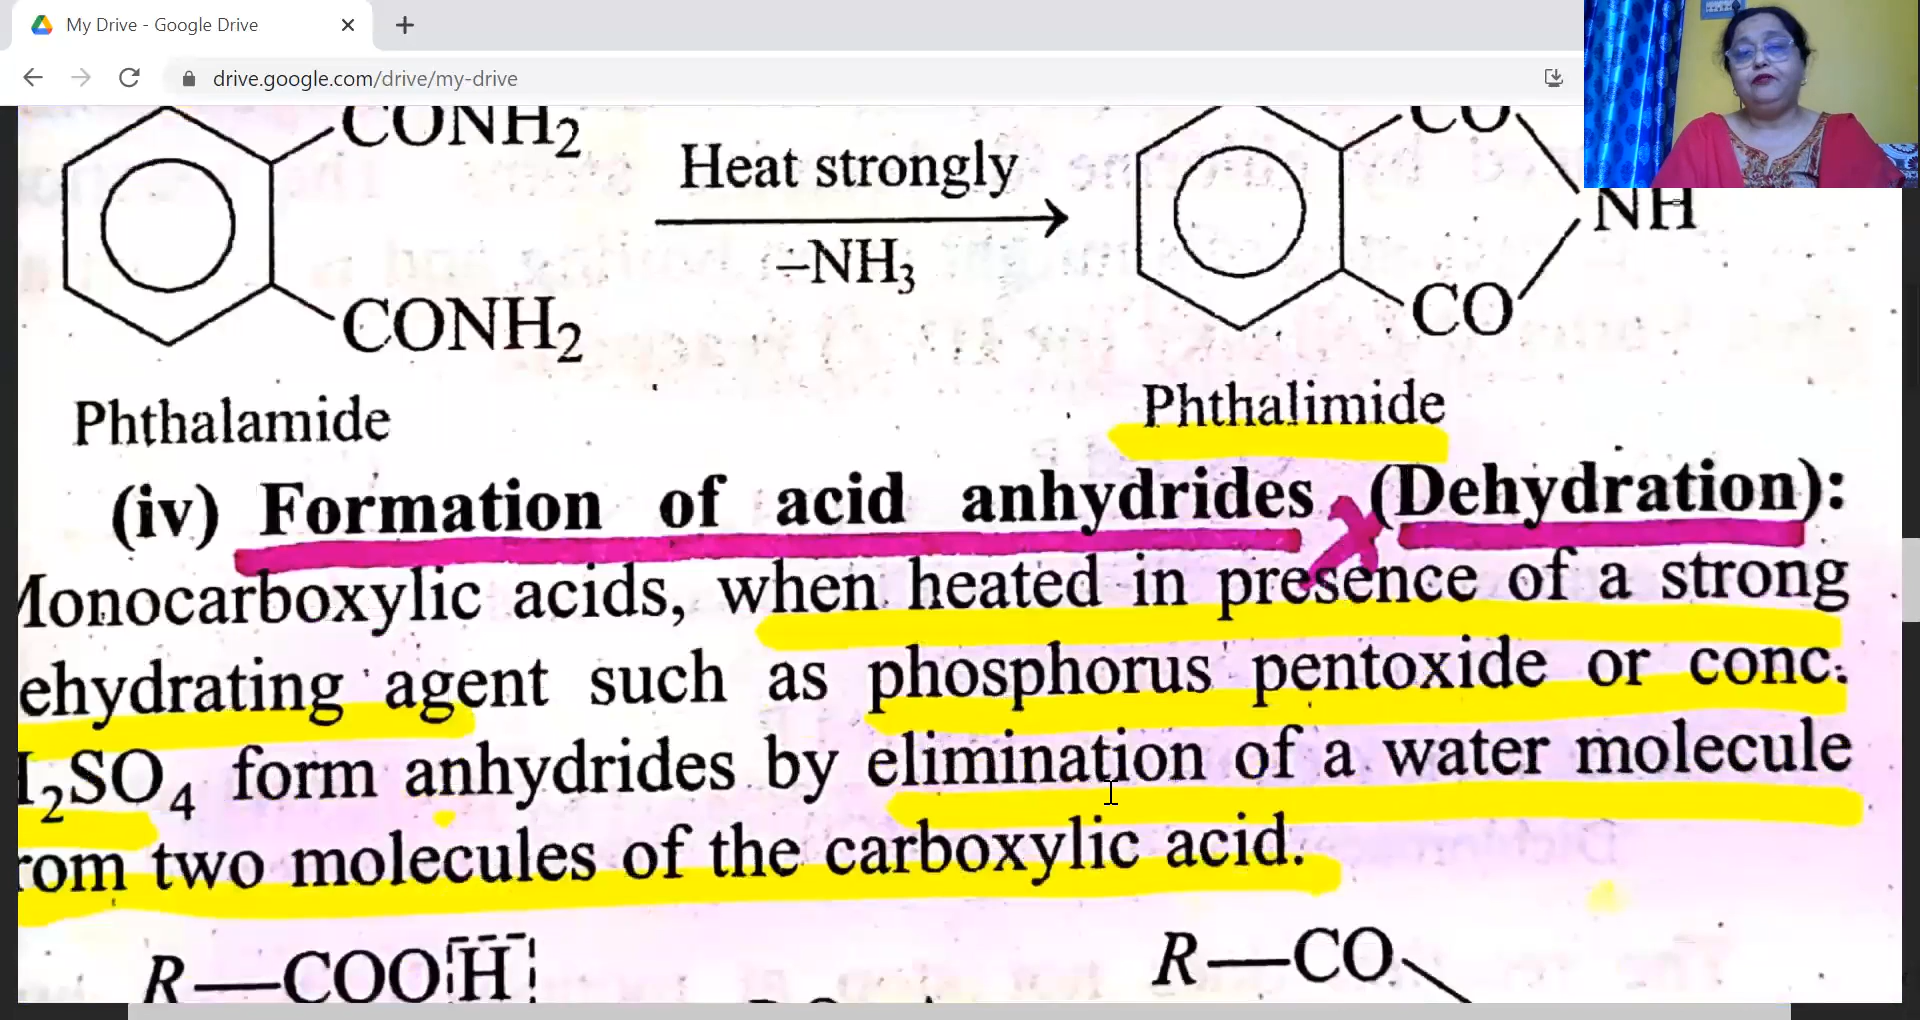 My Drive - Google Drive
drive.google.com/drive/my-drive
CONH2
Heat strongly
CO
–NH3
NH
CONH2
CO
Phthalamide
Phthalimide
(iv) Formation of acid anhydrides (Dehydration):
Monocarboxylic acids, when heated in presence of a strong
ehydrating agent such as phosphorus pentoxide or conc.
H2SO4 form anhydrides by elimination of a water molecule
rom two molecules of the carboxylic acid.
R—COOH
R—CO